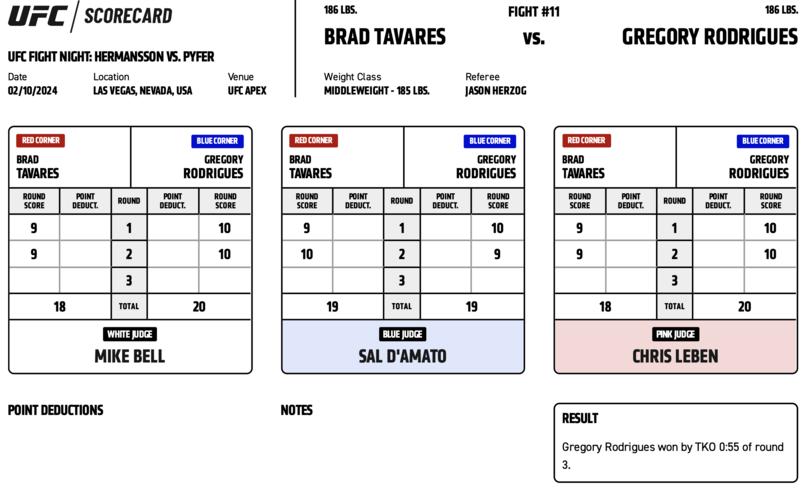 UFC / SCORECARD
UFC FIGHT NIGHT: HERMANSSON VS. PYFER
Date Location Venue
02/10/2024 LAS VEGAS, NEVADA, USA UFC APEX
186 LBS. FIGHT #11 186 LBS.
BRAD TAVARES VS. GREGORY RODRIGUES
Weight Class Referee
MIDDLEWEIGHT - 185 LBS. JASON HERZOG
RED CORNER BLUE CORNER
BRAD GREGORY
TAVARES RODRIGUES
ROUND POINT ROUND POINT ROUND
SCORE DEDUCT. DEDUCT. SCORE
9 1 10
9 2 10
3
18 TOTAL 20
WHITE JUDGE
MIKE BELL
RED CORNER BLUE CORNER
BRAD GREGORY
TAVARES RODRIGUES
ROUND POINT ROUND POINT ROUND
SCORE DEDUCT. DEDUCT. SCORE
9 1 10
10 2 9
3
19 TOTAL 19
BLUE JUDGE
SAL D'AMATO
RED CORNER BLUE CORNER
BRAD GREGORY
TAVARES RODRIGUES
ROUND POINT ROUND POINT ROUND
SCORE DEDUCT. DEDUCT. SCORE
9 1 10
9 2 10
3
18 TOTAL 20
PINK JUDGE
CHRIS LEBEN
POINT DEDUCTIONS
NOTES
RESULT
Gregory Rodrigues won by TKO 0:55 of round
3.